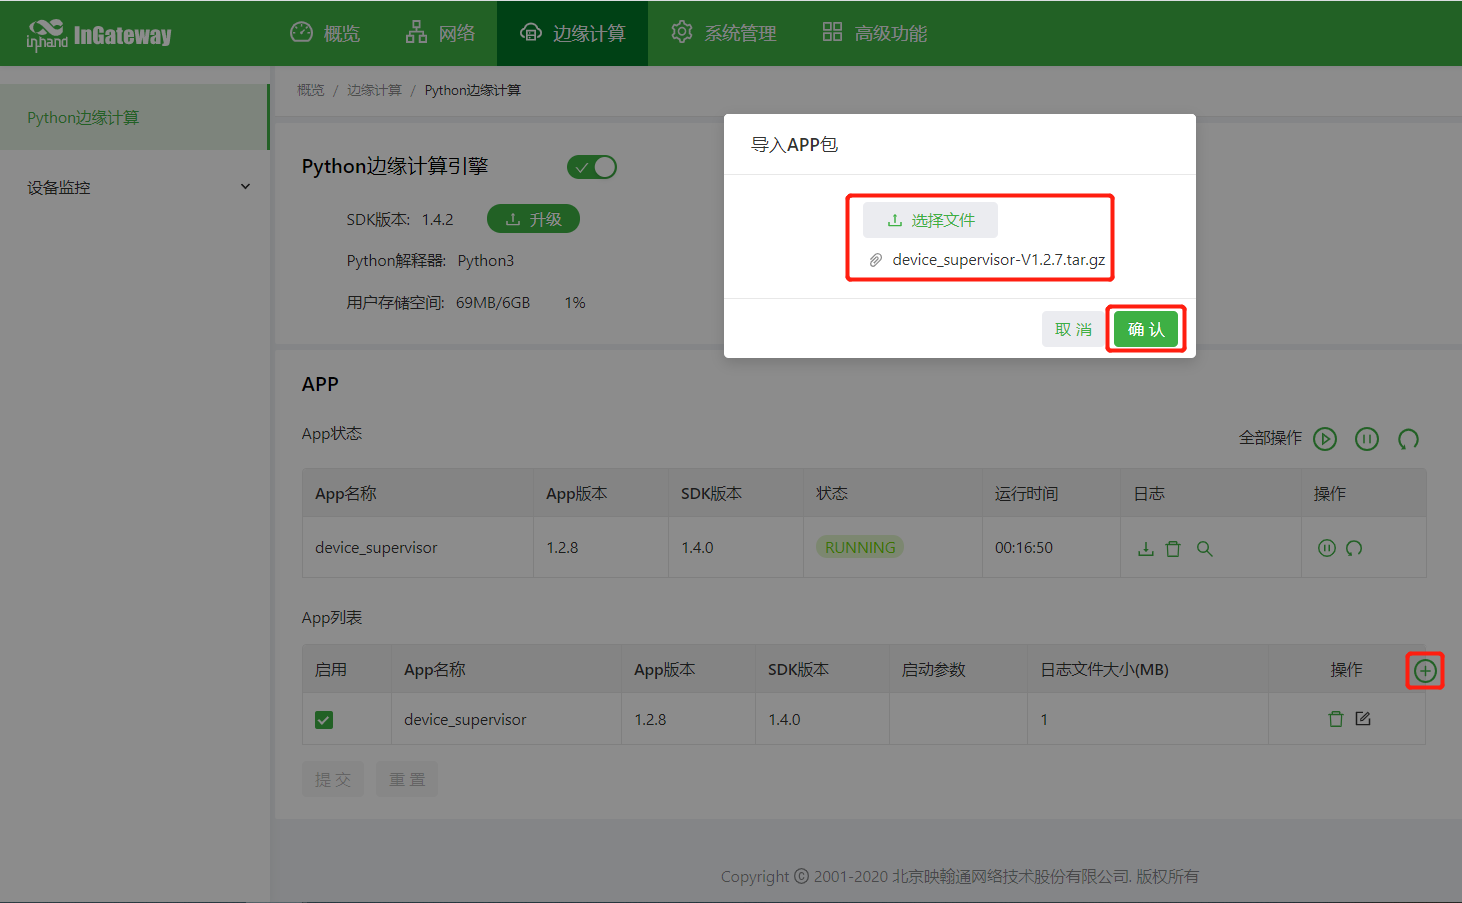 inhand InGateway 概览 网络 边缘计算 系统管理 高级功能
概览 / 边缘计算 / Python边缘计算
Python边缘计算
设备监控
Python边缘计算引擎
SDK版本: 1.4.2 升级
Python解释器: Python3
用户存储空间: 69MB/6GB 1%
导入APP包
选择文件
device_supervisor-V1.2.7.tar.gz
取 消 确 认
APP
App状态 全部操作
App名称 App版本 SDK版本 状态 运行时间 日志 操作
device_supervisor 1.2.8 1.4.0 RUNNING 00:16:50
App列表
启用 App名称 App版本 SDK版本 启动参数 日志文件大小(MB) 操作
device_supervisor 1.2.8 1.4.0 1
提 交 重 置
Copyright © 2001-2020 北京映翰通网络技术股份有限公司. 版权所有